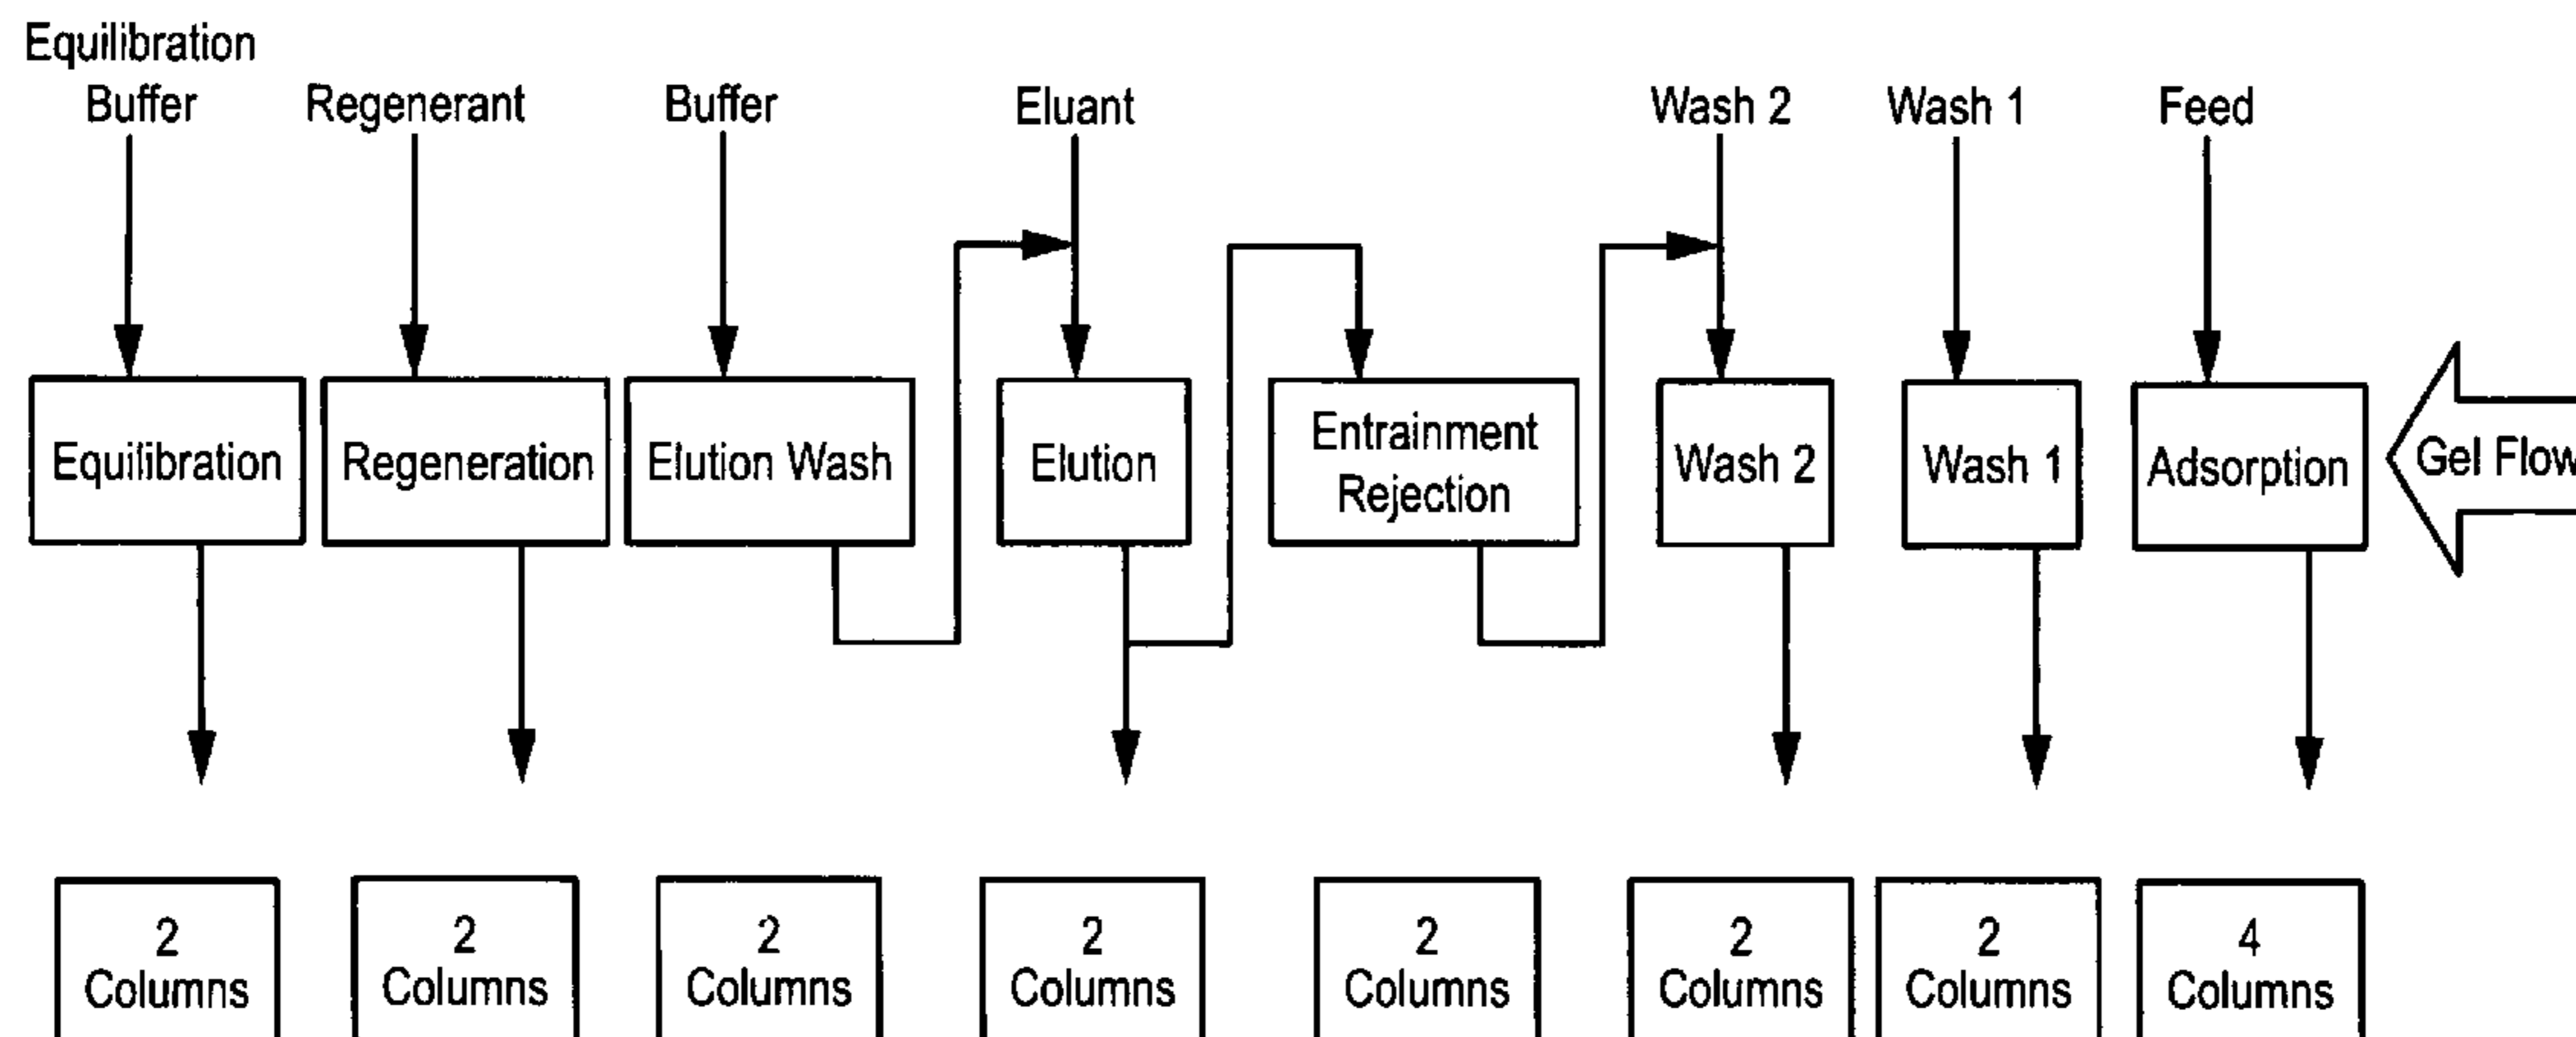 Equilibration
Buffer
Regenerant
Buffer
Eluant
Wash 2
Wash 1
Feed
Equilibration
Regeneration
Elution Wash
Elution
Entrainment
Rejection
Wash 2
Wash 1
Adsorption
Gel Flow
2
Columns
2
Columns
2
Columns
2
Columns
2
Columns
2
Columns
2
Columns
4
Columns